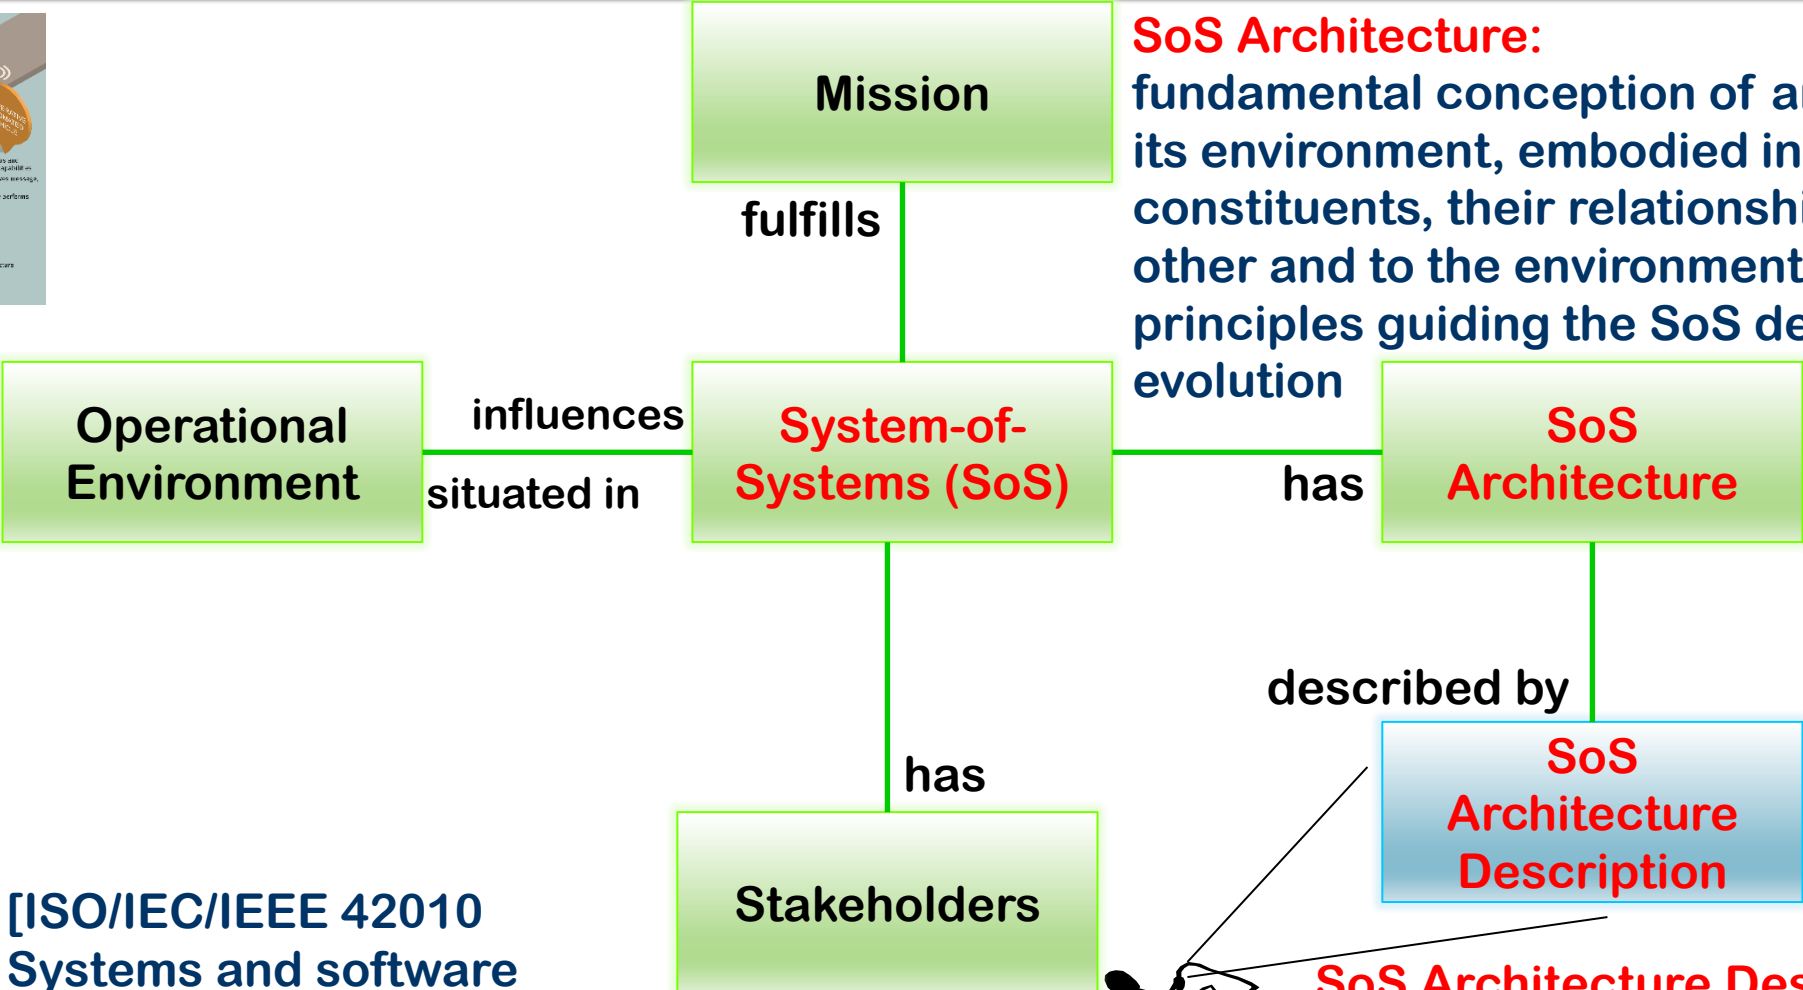 Mission
SoS Architecture:
fundamental conception of
its environment, embodied in
constituents, their
other and to the environment
principles guiding the SoS
evolution
fulfills
Operational
Environment
influences
situated in
System-of-
Systems (SoS)
has
SoS
Architecture
described by
SoS
Architecture
Description
has
Stakeholders
[ISO/IEC/IEEE 42010
Systems and software
SoS Architecture